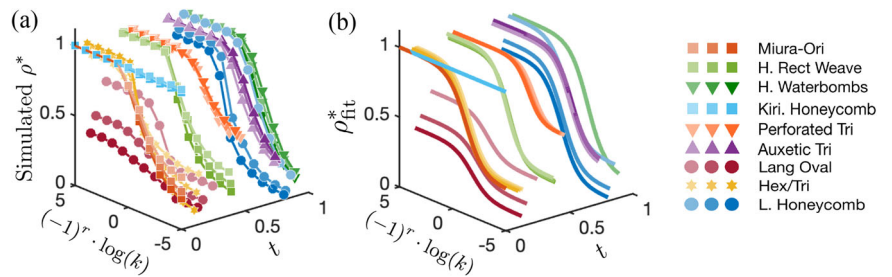 (a)
Simulated ρ*
1
0.5
0
5
0
-5
(-1)^r · log(k)
0
0.5
1
t
(b)
ρ*fit
1
0.5
0
5
0
-5
(-1)^r · log(k)
0
0.5
1
t
Miura-Ori
H. Rect Weave
H. Waterbombs
Kiri. Honeycomb
Perforated Tri
Auxetic Tri
Lang Oval
Hex/Tri
L. Honeycomb